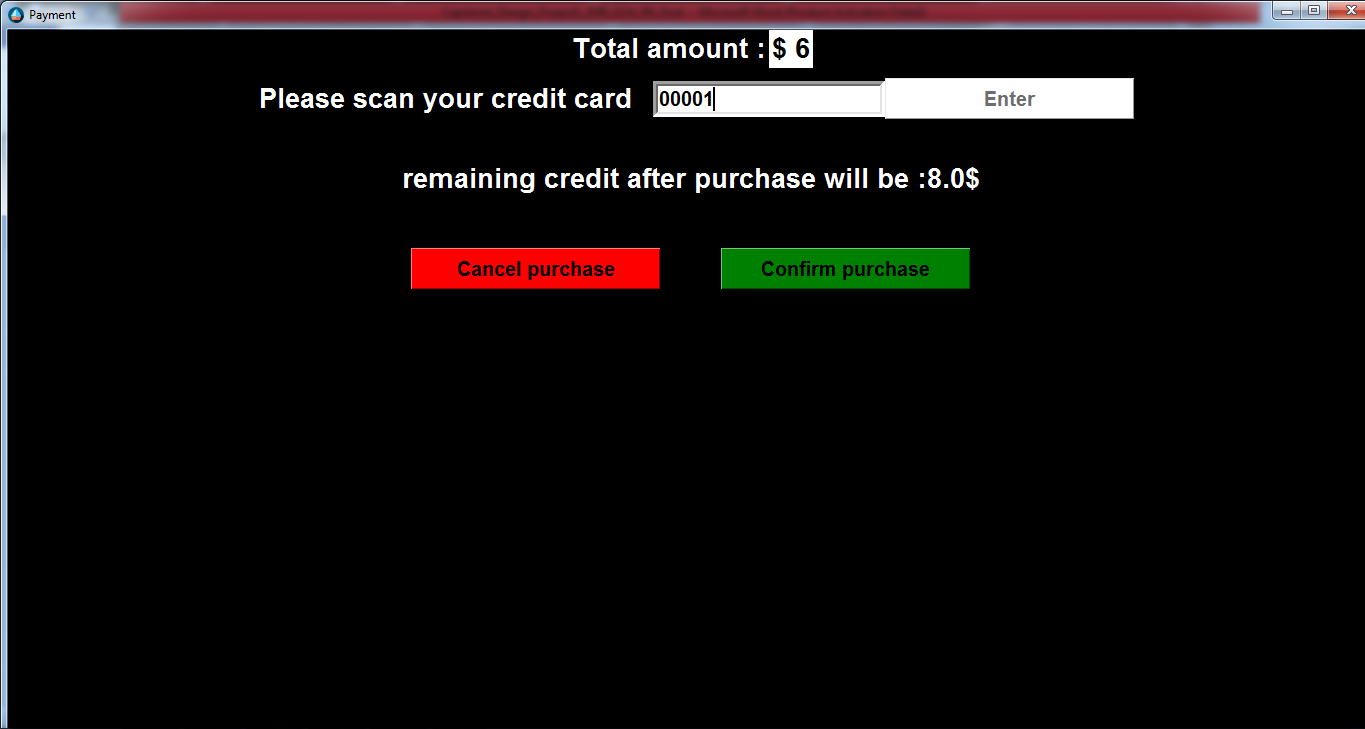 Payment
Total amount : $ 6
Please scan your credit card 00001 Enter
remaining credit after purchase will be :8.0$
Cancel purchase Confirm purchase